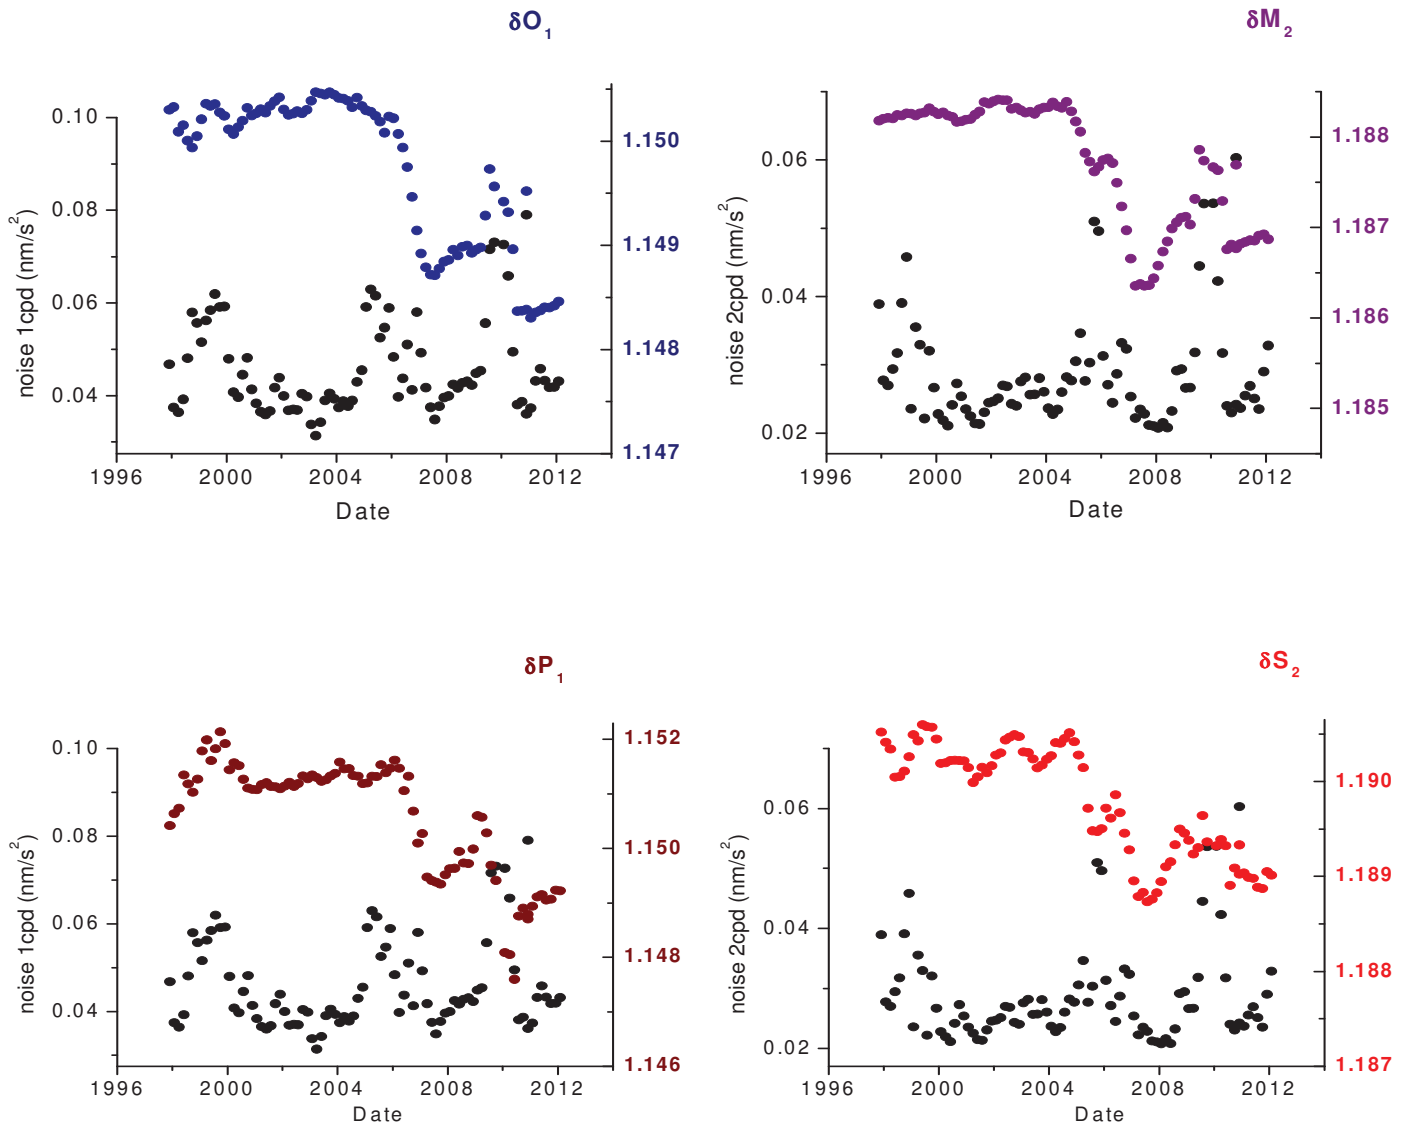 δO1
noise 1cpd (nm/s²)
0.10
0.08
0.06
0.04
1.150
1.149
1.148
1.147
1996 2000 2004 2008 2012
Date
δM2
noise 2cpd (nm/s²)
0.06
0.04
0.02
1.188
1.187
1.186
1.185
1996 2000 2004 2008 2012
Date
δP1
noise 1cpd (nm/s²)
0.10
0.08
0.06
0.04
1.152
1.150
1.148
1.146
1996 2000 2004 2008 2012
Date
δS2
noise 2cpd (nm/s²)
0.06
0.04
0.02
1.190
1.189
1.188
1.187
1996 2000 2004 2008 2012
Date